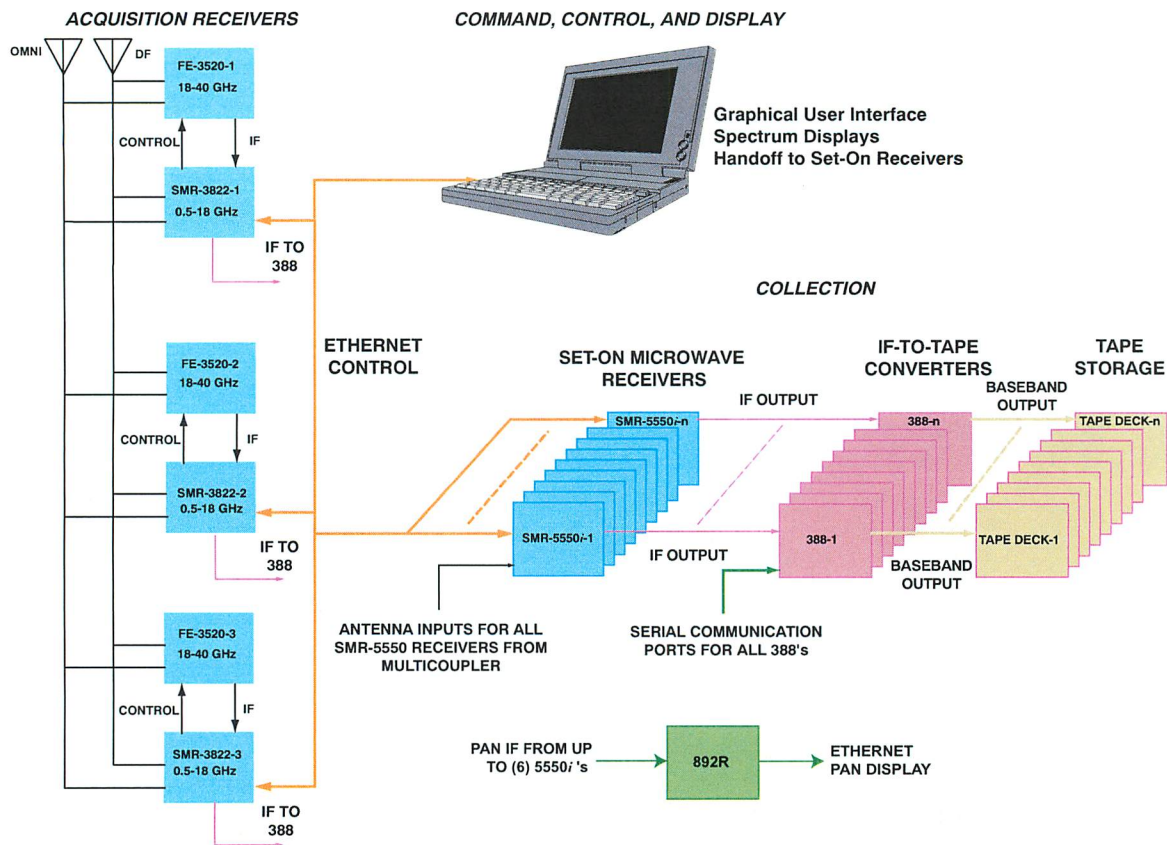 ACQUISITION RECEIVERS
OMNI
DF
FE-3520-1
18-40 GHz
CONTROL
IF
SMR-3822-1
0.5-18 GHz
IF TO
388
FE-3520-2
18-40 GHz
CONTROL
IF
SMR-3822-2
0.5-18 GHz
IF TO
388
FE-3520-3
18-40 GHz
CONTROL
IF
SMR-3822-3
0.5-18 GHz
IF TO
388
ETHERNET
CONTROL
COMMAND, CONTROL, AND DISPLAY
Graphical User Interface
Spectrum Displays
Handoff to Set-On Receivers
COLLECTION
SET-ON MICROWAVE
RECEIVERS
IF-TO-TAPE
CONVERTERS
TAPE
STORAGE
SMR-5550i-n
IF OUTPUT
388-n
BASEBAND
OUTPUT
TAPE DECK-n
SMR-5550i-1
IF OUTPUT
388-1
BASEBAND
OUTPUT
TAPE DECK-1
ANTENNA INPUTS FOR ALL
SMR-5550 RECEIVERS FROM
MULTICOUPLER
SERIAL COMMUNICATION
PORTS FOR ALL 388's
PAN IF FROM UP
TO (6) 5550i 's
892R
ETHERNET
PAN DISPLAY